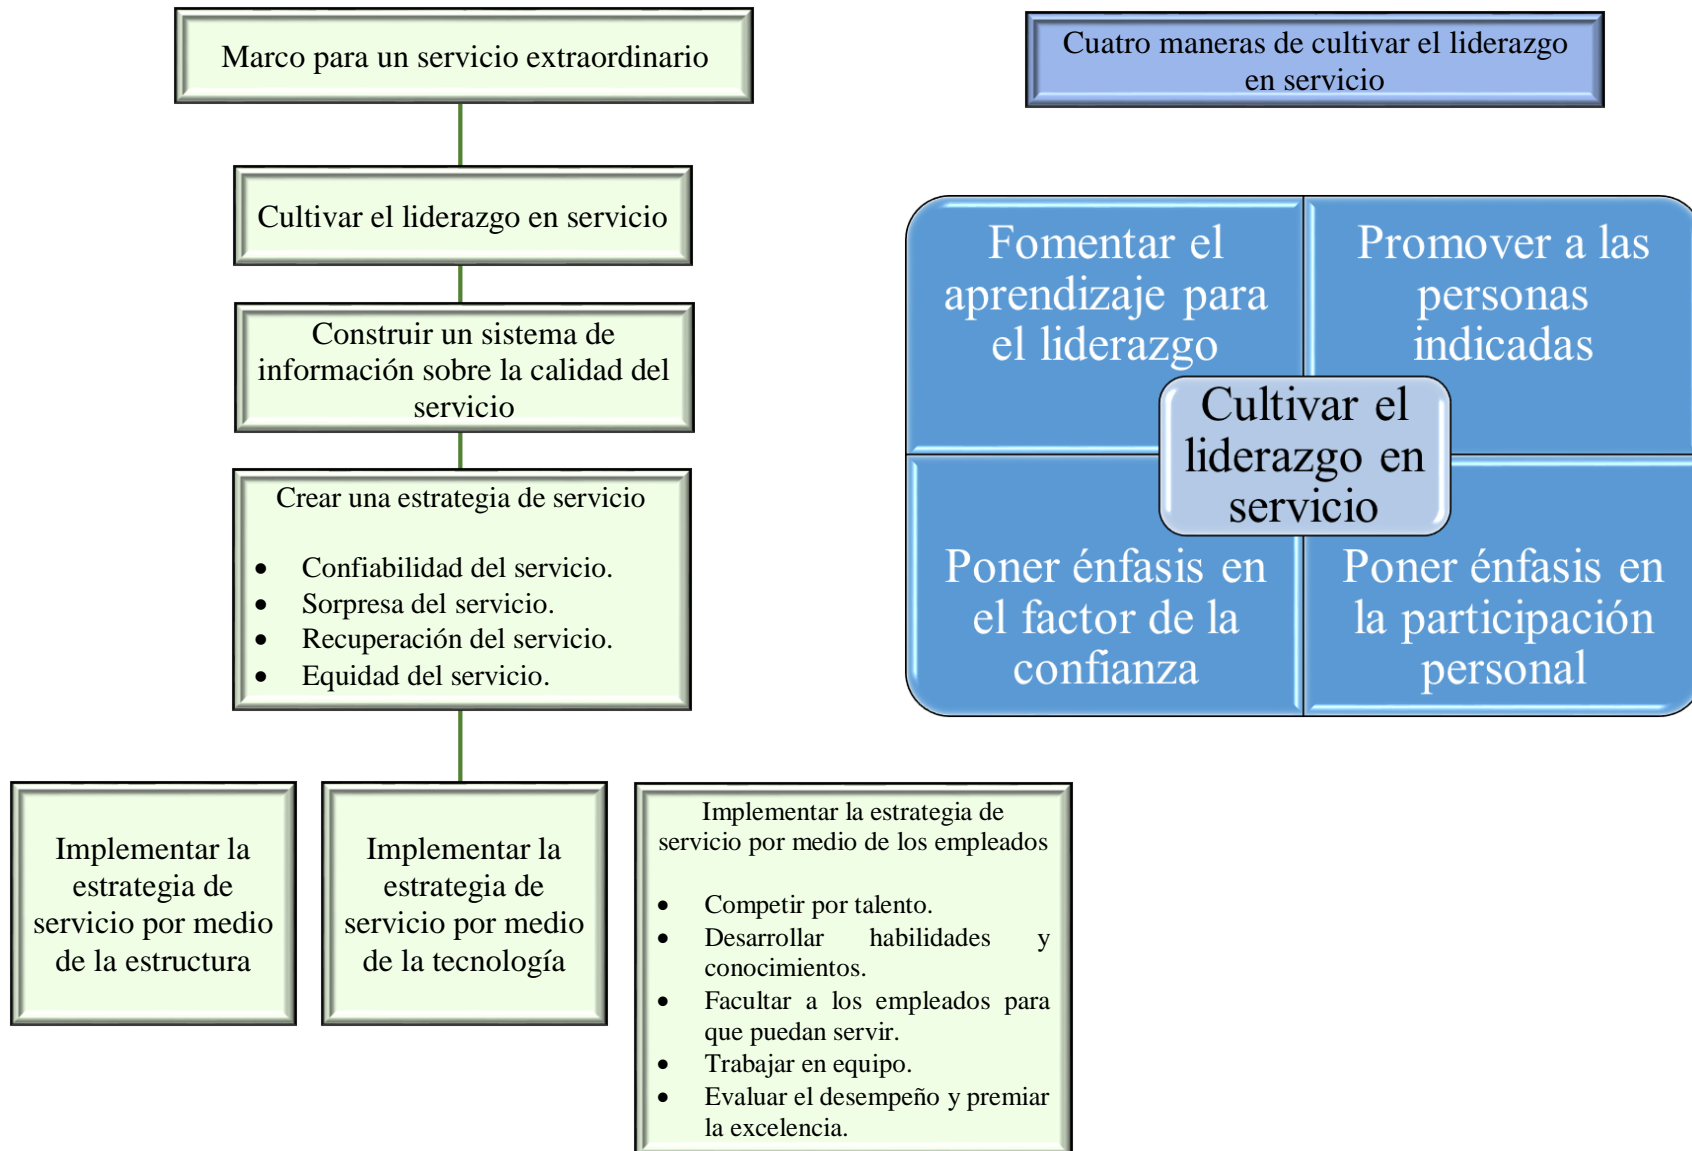 Marco para un servicio extraordinario
Cultivar el liderazgo en servicio
Construir un sistema de
información sobre la calidad del
servicio
Crear una estrategia de servicio
• Confiabilidad del servicio.
• Sorpresa del servicio.
• Recuperación del servicio.
• Equidad del servicio.
Implementar la
estrategia de
servicio por medio
de la estructura
Implementar la
estrategia de
servicio por medio
de la tecnología
Implementar la estrategia de
servicio por medio de los empleados
• Competir por talento.
• Desarrollar habilidades y
conocimientos.
• Facultar a los empleados para
que puedan servir.
• Trabajar en equipo.
• Evaluar el desempeño y premiar
la excelencia.
Cuatro maneras de cultivar el liderazgo
en servicio
Fomentar el
aprendizaje para
el liderazgo
Promover a las
personas
indicadas
Cultivar el
liderazgo en
servicio
Poner énfasis en
el factor de la
confianza
Poner énfasis en
la participación
personal